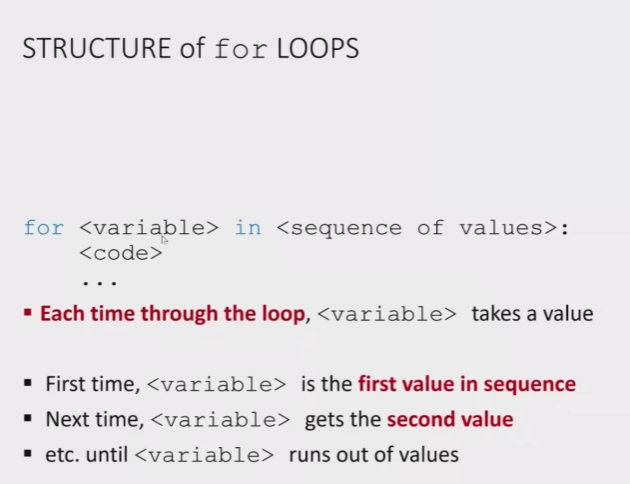 STRUCTURE of for LOOPS
for <variable> in <sequence of values>:
<code>
...
▪ Each time through the loop, <variable> takes a value
▪ First time, <variable> is the first value in sequence
▪ Next time, <variable> gets the second value
▪ etc. until <variable> runs out of values